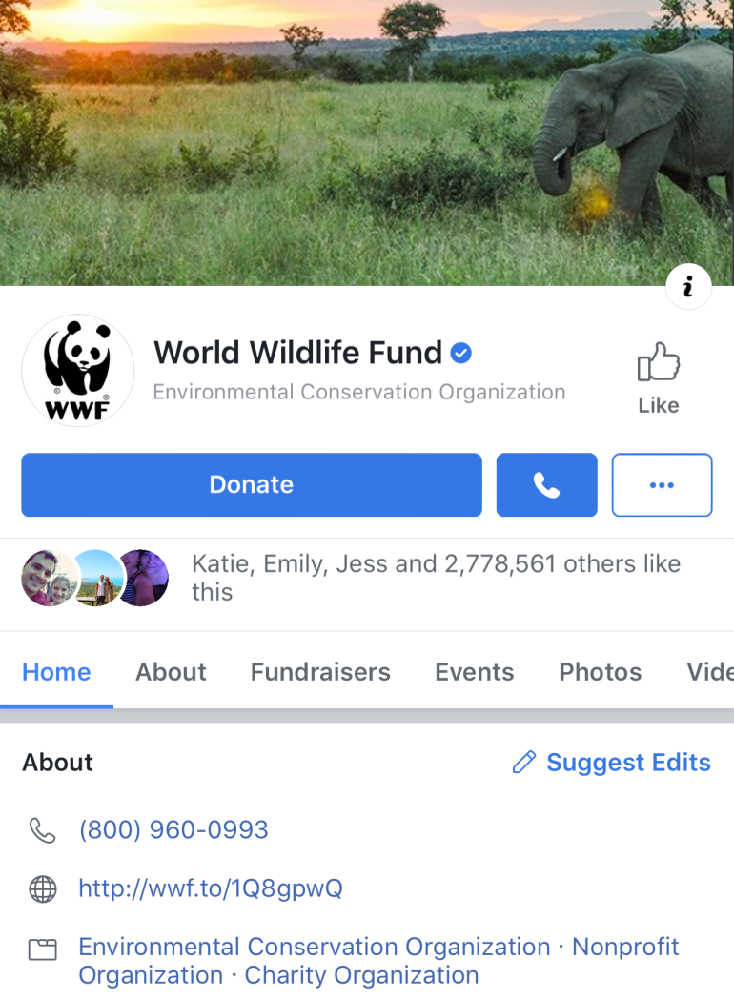 WWF
World Wildlife Fund
Environmental Conservation Organization
Like
Donate
Katie, Emily, Jess and 2,778,561 others like
this
Home About Fundraisers Events Photos Vide
About
Suggest Edits
(800) 960-0993
http://wwf.to/1Q8gpwQ
Environmental Conservation Organization · Nonprofit
Organization · Charity Organization